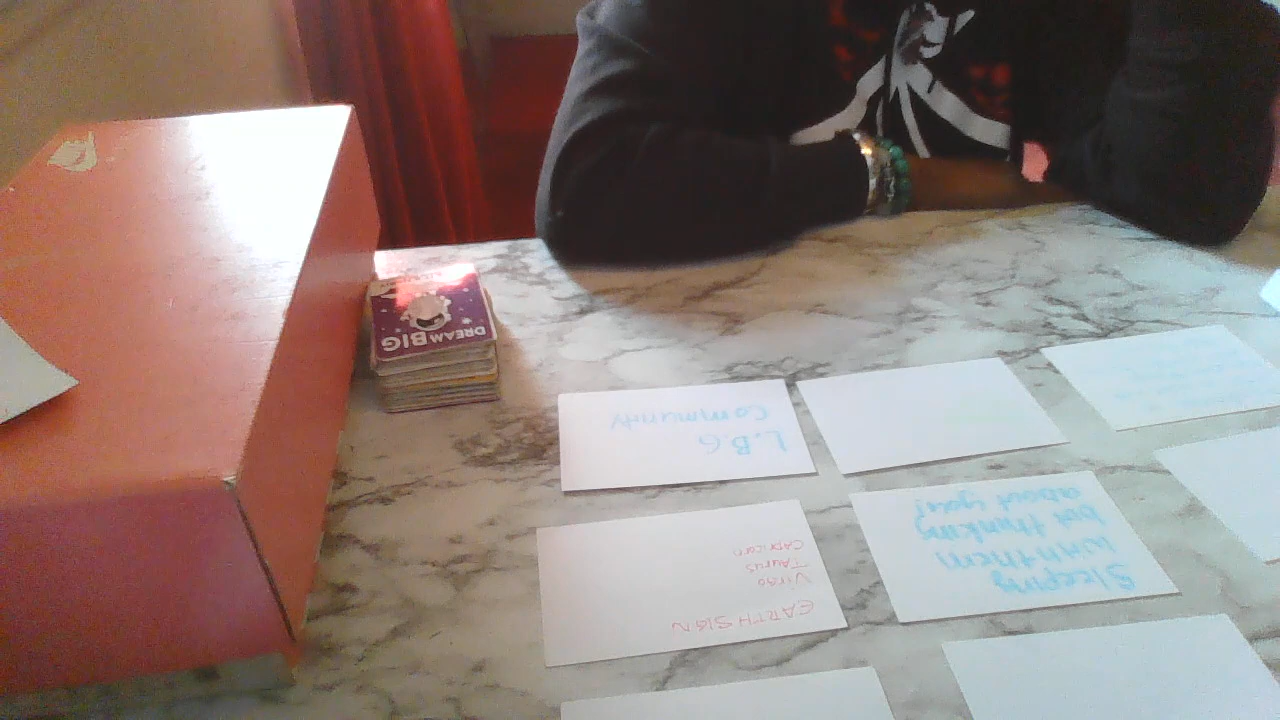 DREAM BIG
L.B.G
Community
EARTH SIGN
Virgo
Taurus
Capricorn
Sleeping
with them
but thinking
about you!